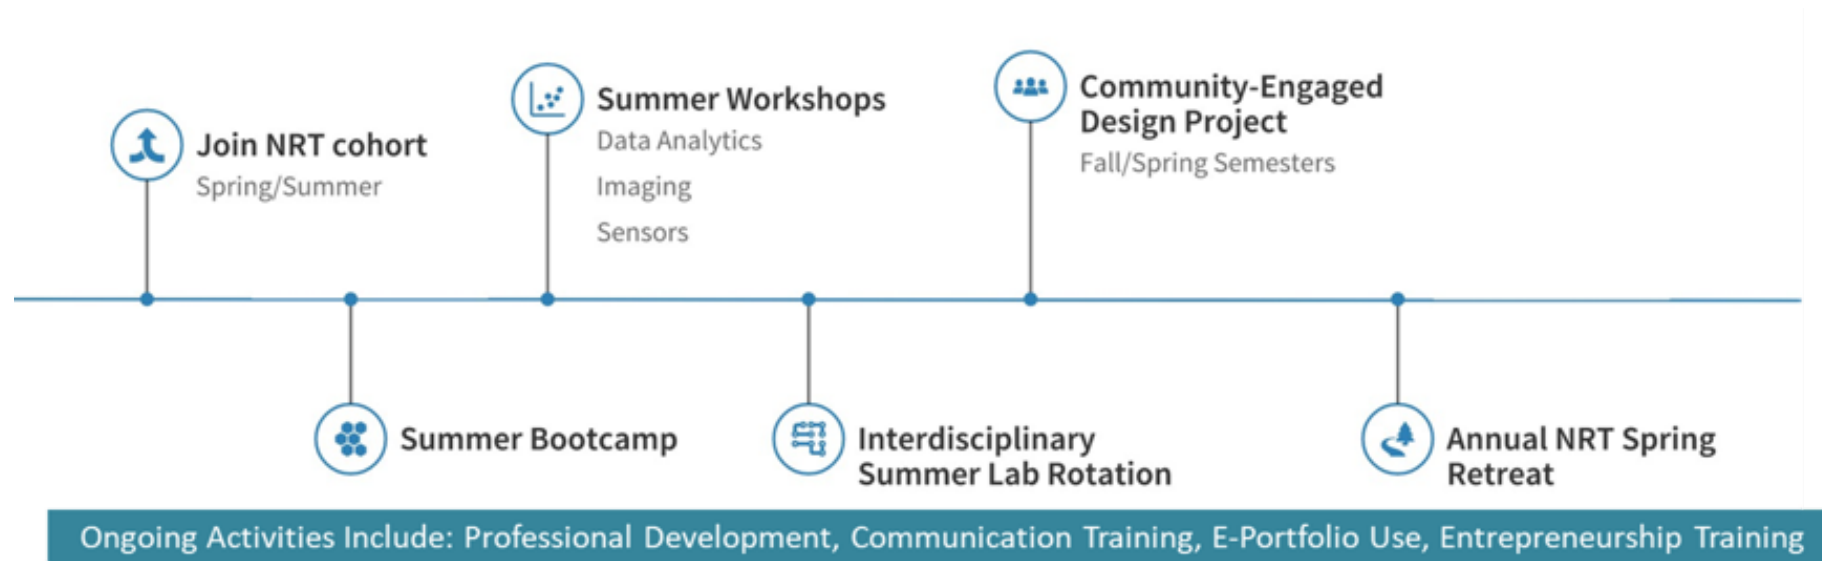 Join NRT cohort
Spring/Summer
Summer Bootcamp
Summer Workshops
Data Analytics
Imaging
Sensors
Interdisciplinary
Summer Lab Rotation
Community-Engaged
Design Project
Fall/Spring Semesters
Annual NRT Spring
Retreat
Ongoing Activities Include: Professional Development, Communication Training, E-Portfolio Use, Entrepreneurship Training